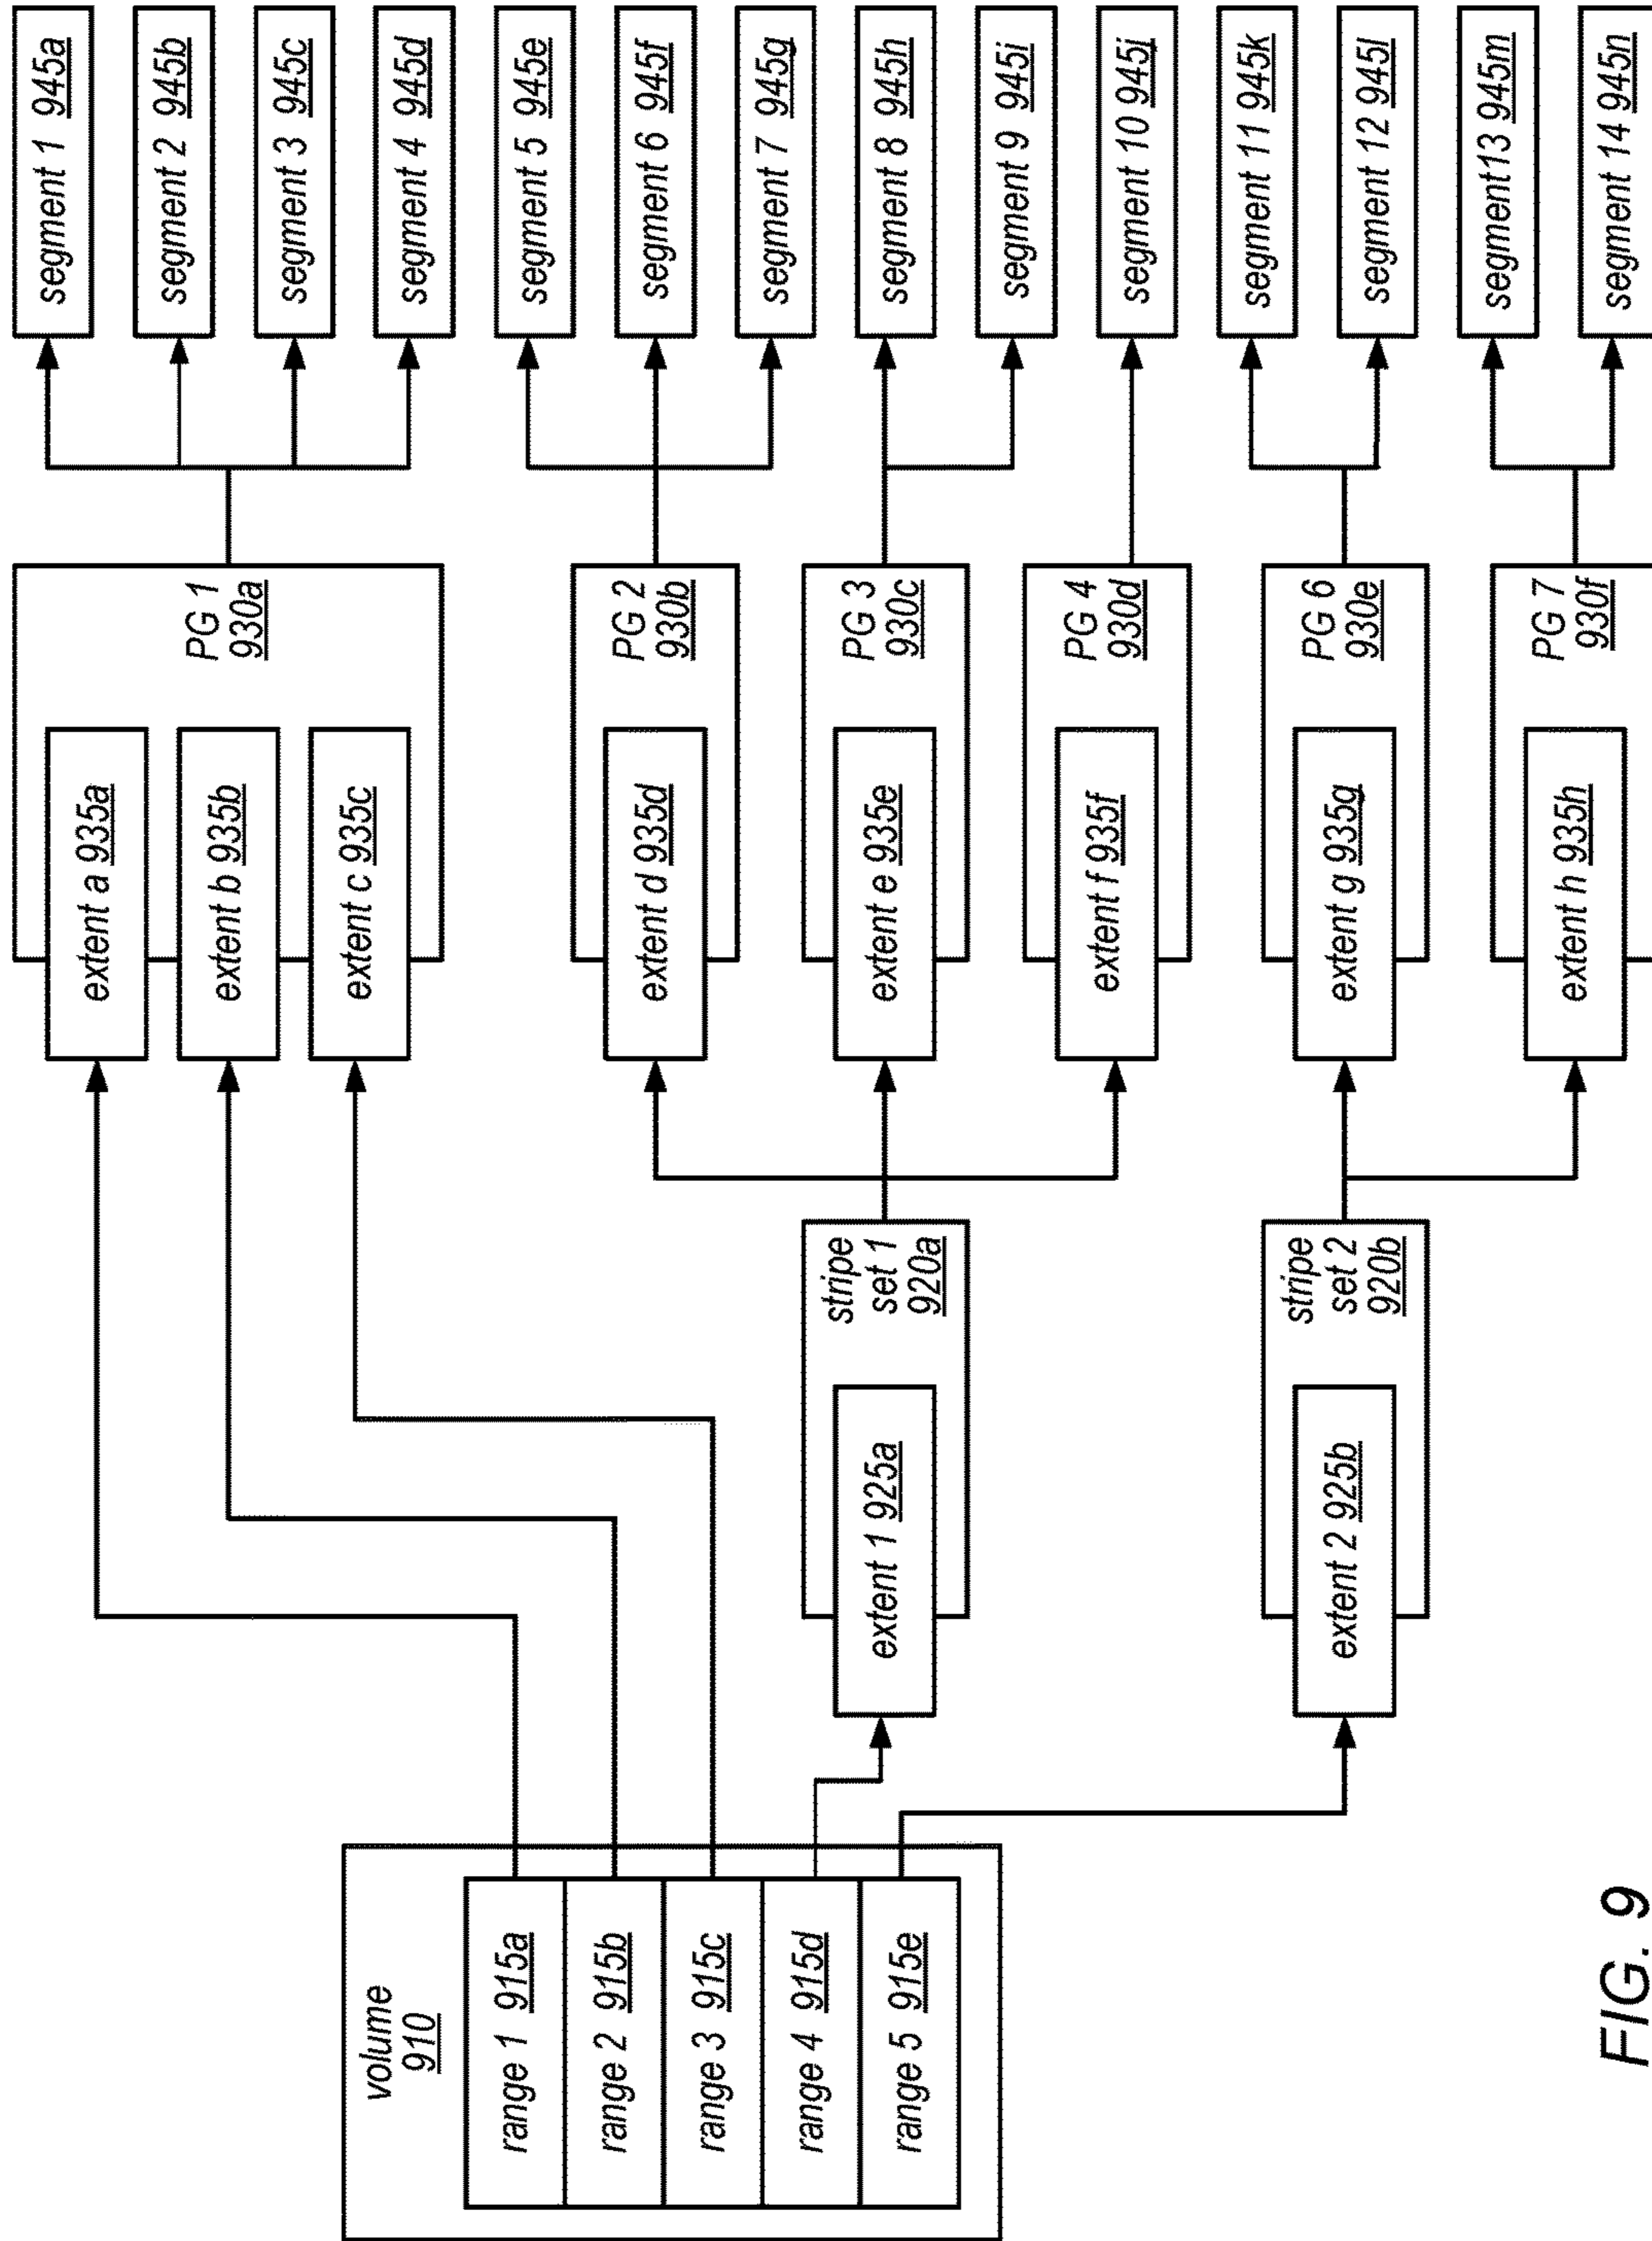 volume
910
range 1 915a
range 2 915b
range 3 915c
range 4 915d
range 5 915e
extent 1 925a
stripe
set 1
920a
extent 2 925b
stripe
set 2
920b
extent a 935a
extent b 935b
extent c 935c
PG 1
930a
extent d 935d
PG 2
930b
extent e 935e
PG 3
930c
extent f 935f
PG 4
930d
extent g 935g
PG 6
930e
extent h 935h
PG 7
930f
segment 1 945a
segment 2 945b
segment 3 945c
segment 4 945d
segment 5 945e
segment 6 945f
segment 7 945g
segment 8 945h
segment 9 945i
segment 10 945j
segment 11 945k
segment 12 945l
segment13 945m
segment 14 945n
FIG. 9